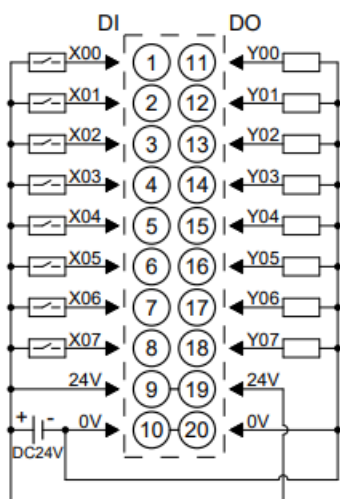 DI DO
X00 1 11 Y00
X01 2 12 Y01
X02 3 13 Y02
X03 4 14 Y03
X04 5 15 Y04
X05 6 16 Y05
X06 7 17 Y06
X07 8 18 Y07
24V 9 19 24V
+ - 0V 10 20 0V
DC24V